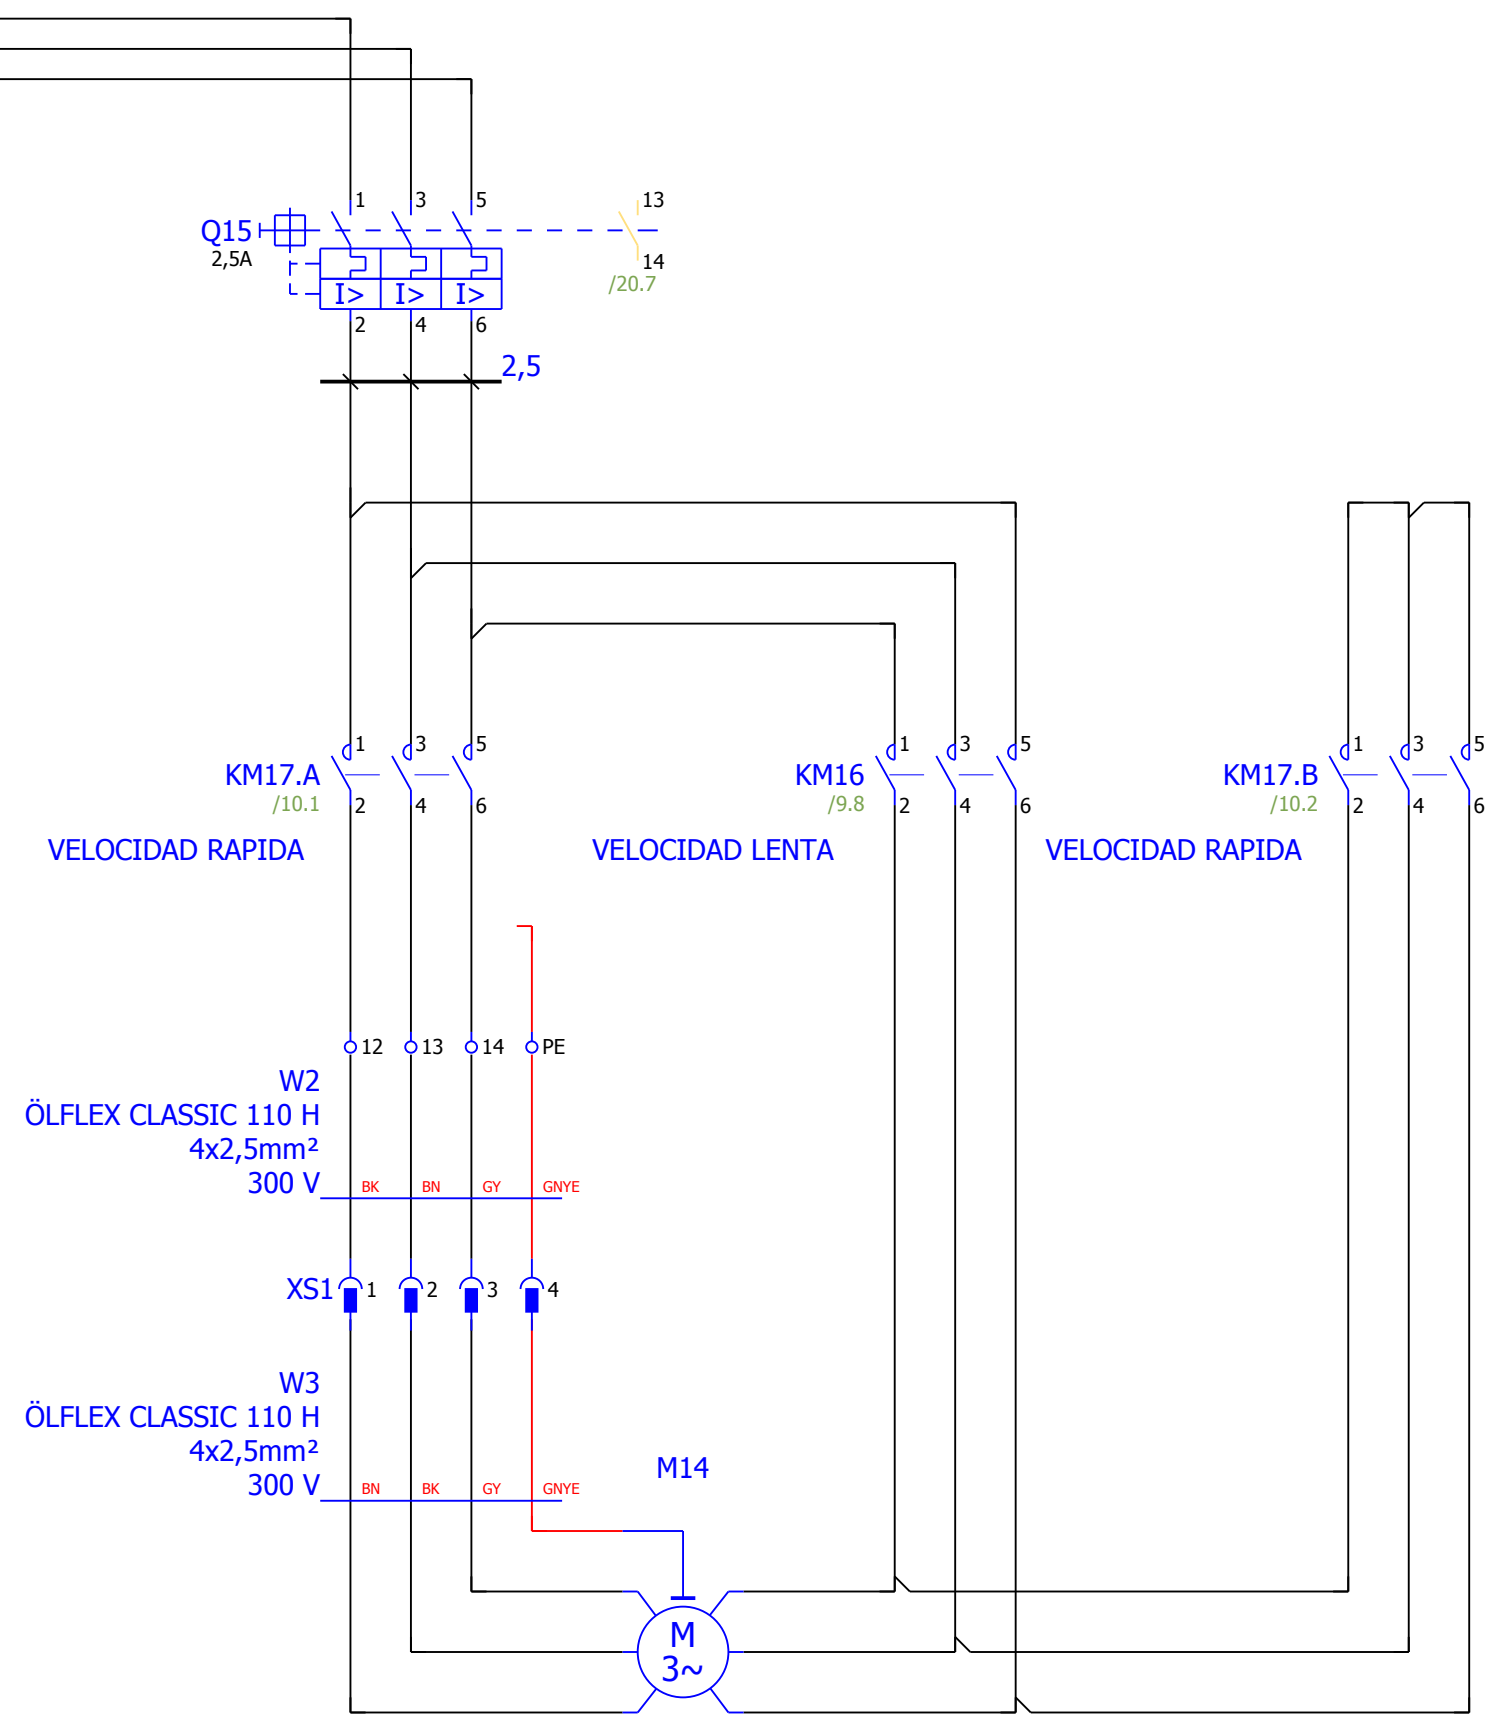 1 3 5 13
Q15
2,5A
14
/20.7
I> I> I>
2 4 6
2,5
1 3 5 1 3 5 1 3 5
KM17.A KM16 KM17.B
/10.1 2 4 6 /9.8 2 4 6 /10.2 2 4 6
VELOCIDAD RAPIDA VELOCIDAD LENTA VELOCIDAD RAPIDA
12 13 14 PE
W2
ÖLFLEX CLASSIC 110 H
4x2,5mm²
300 V BK BN GY GNYE
XS1 1 2 3 4
W3
ÖLFLEX CLASSIC 110 H
4x2,5mm²
300 V BN BK GY GNYE
M14
M
3~